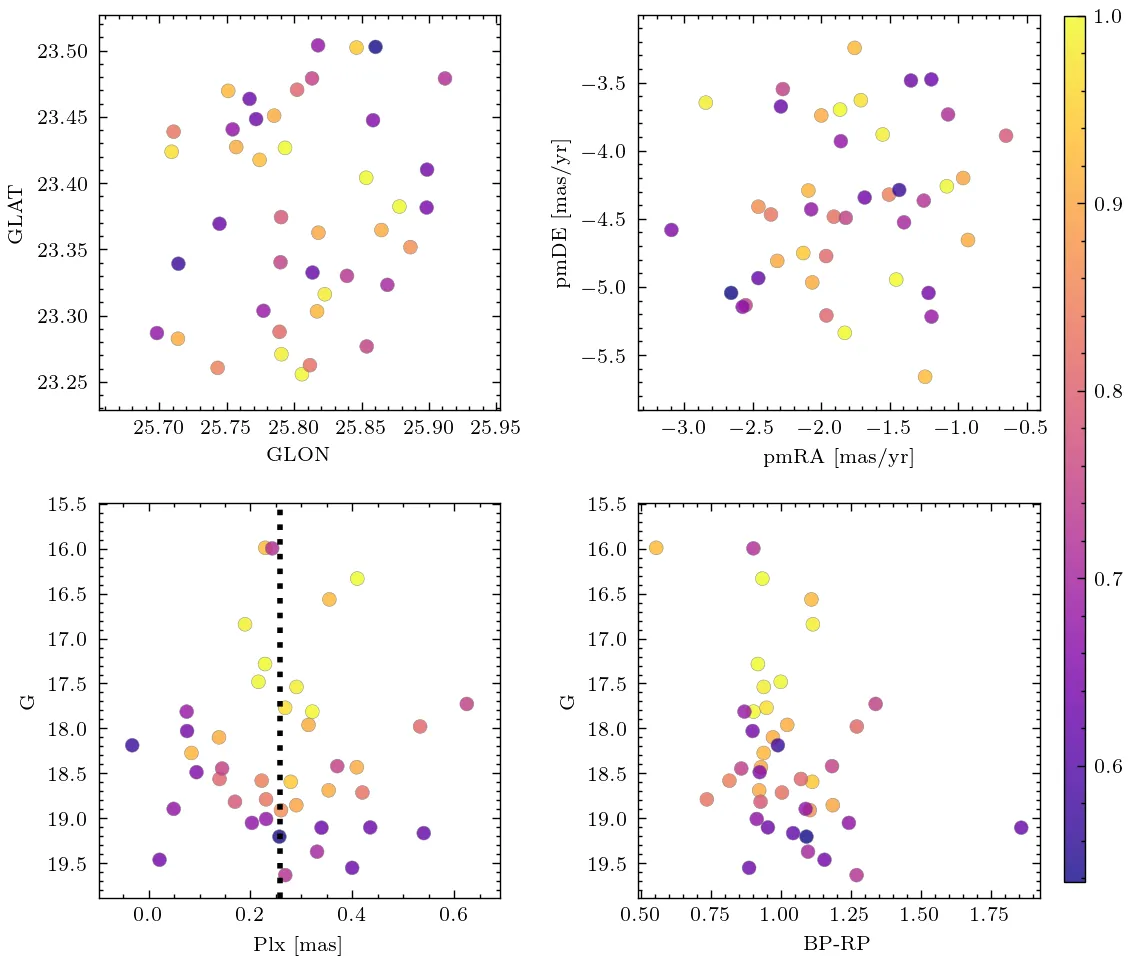 23.50
23.45
23.40
23.35
23.30
23.25
GLAT
25.70 25.75 25.80 25.85 25.90 25.95
GLON
−3.5
−4.0
−4.5
−5.0
−5.5
pmDE [mas/yr]
−3.0 −2.5 −2.0 −1.5 −1.0 −0.5
pmRA [mas/yr]
15.5
16.0
16.5
17.0
17.5
18.0
18.5
19.0
19.5
G
0.0 0.2 0.4 0.6
Plx [mas]
15.5
16.0
16.5
17.0
17.5
18.0
18.5
19.0
19.5
G
0.50 0.75 1.00 1.25 1.50 1.75
BP-RP
1.0
0.9
0.8
0.7
0.6